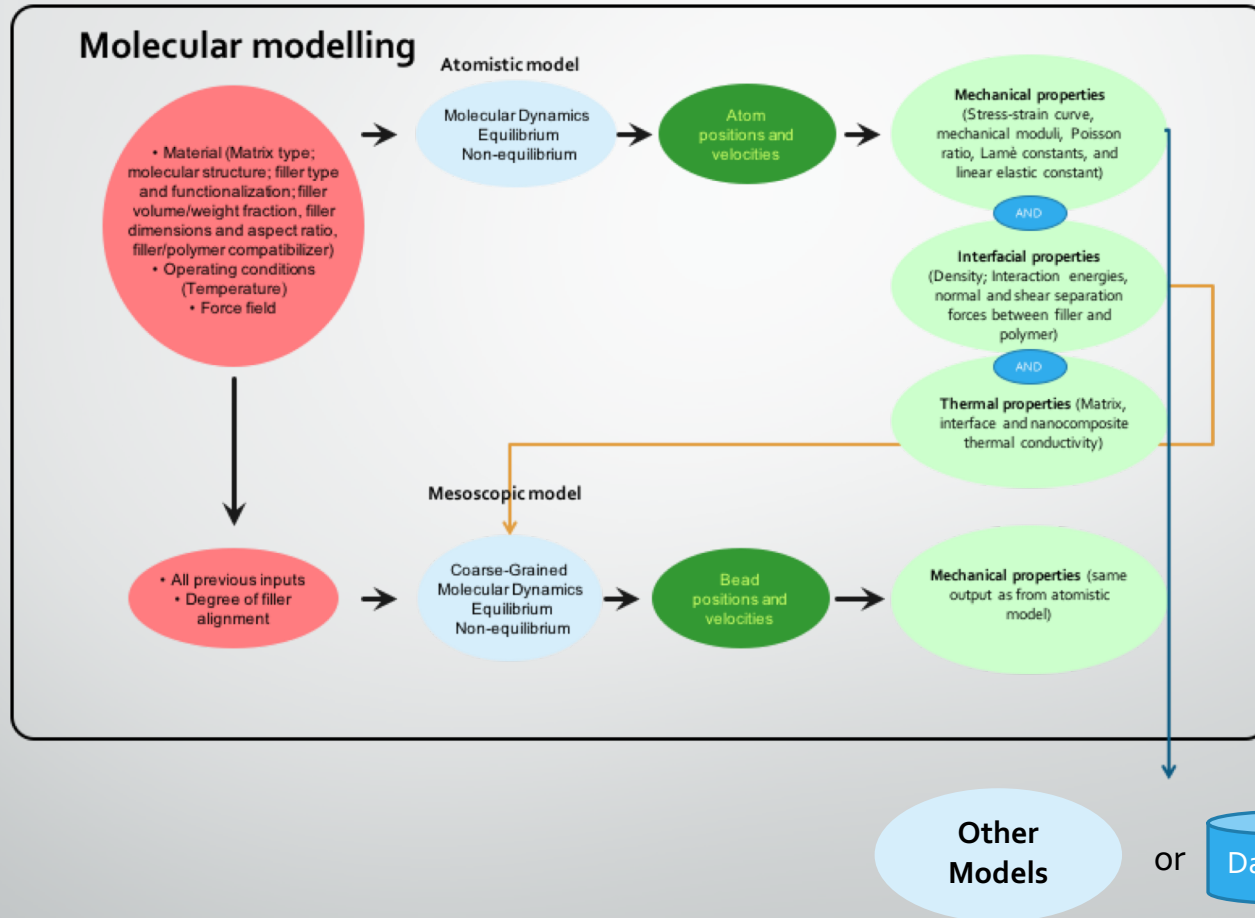 Molecular modelling
Atomistic model
• Material (Matrix type;
molecular structure; filler type
and functionalization; filler
volume/weight fraction, filler
dimensions and aspect ratio,
filler/polymer compatibilizer)
• Operating conditions
(Temperature)
• Force field
Molecular Dynamics
Equilibrium
Non-equilibrium
Atom
positions and
velocities
Mechanical properties
(Stress-strain curve,
mechanical moduli, Poisson
ratio, Lamè constants, and
linear elastic constant)
AND
Interfacial properties
(Density; Interaction energies,
normal and shear separation
forces between filler and
polymer)
AND
Thermal properties (Matrix,
interface and nanocomposite
thermal conductivity)
Mesoscopic model
• All previous inputs
• Degree of filler
alignment
Coarse-Grained
Molecular Dynamics
Equilibrium
Non-equilibrium
Bead
positions and
velocities
Mechanical properties (same
output as from atomistic
model)
Other
Models
or